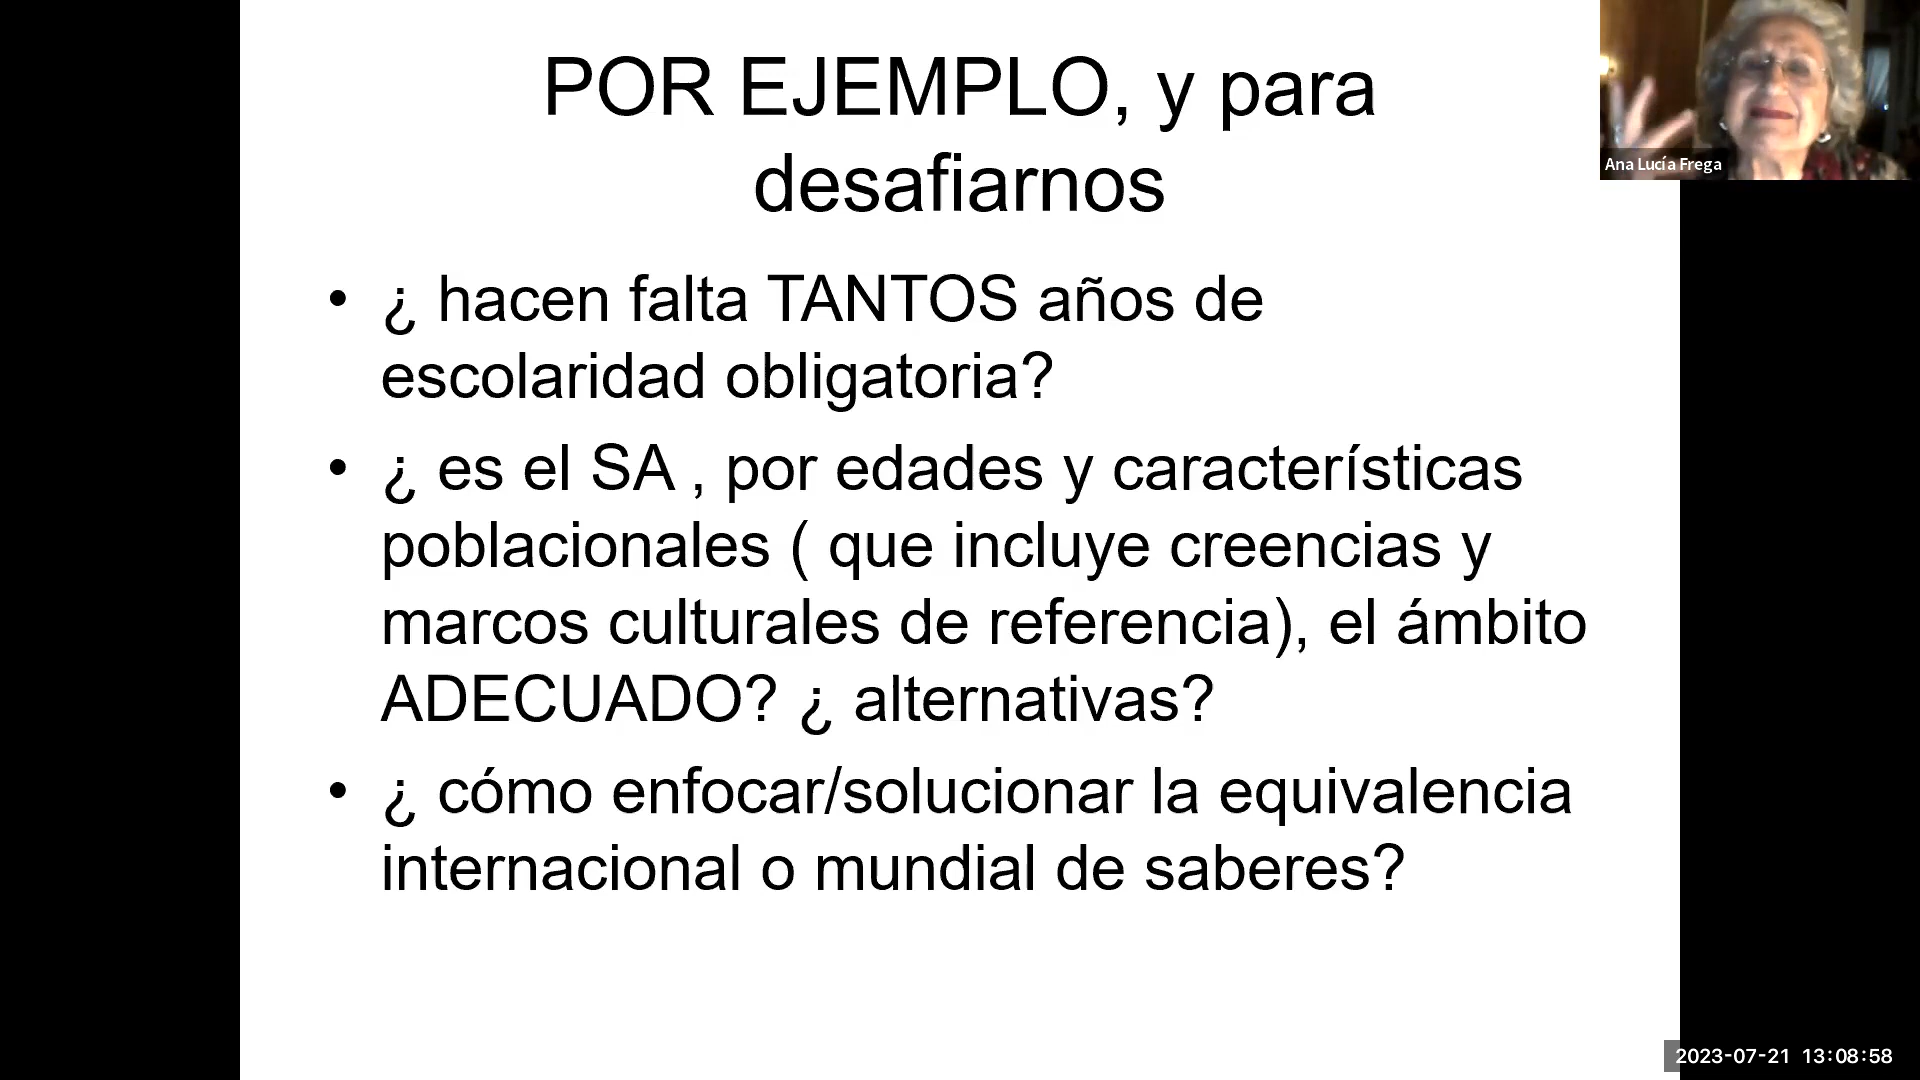 POR EJEMPLO, y para
desafiarnos
• ¿ hacen falta TANTOS años de
escolaridad obligatoria?
• ¿ es el SA , por edades y características
poblacionales ( que incluye creencias y
marcos culturales de referencia), el ámbito
ADECUADO? ¿ alternativas?
• ¿ cómo enfocar/solucionar la equivalencia
internacional o mundial de saberes?
Ana Lucía Frega
2023-07-21 13:08:58